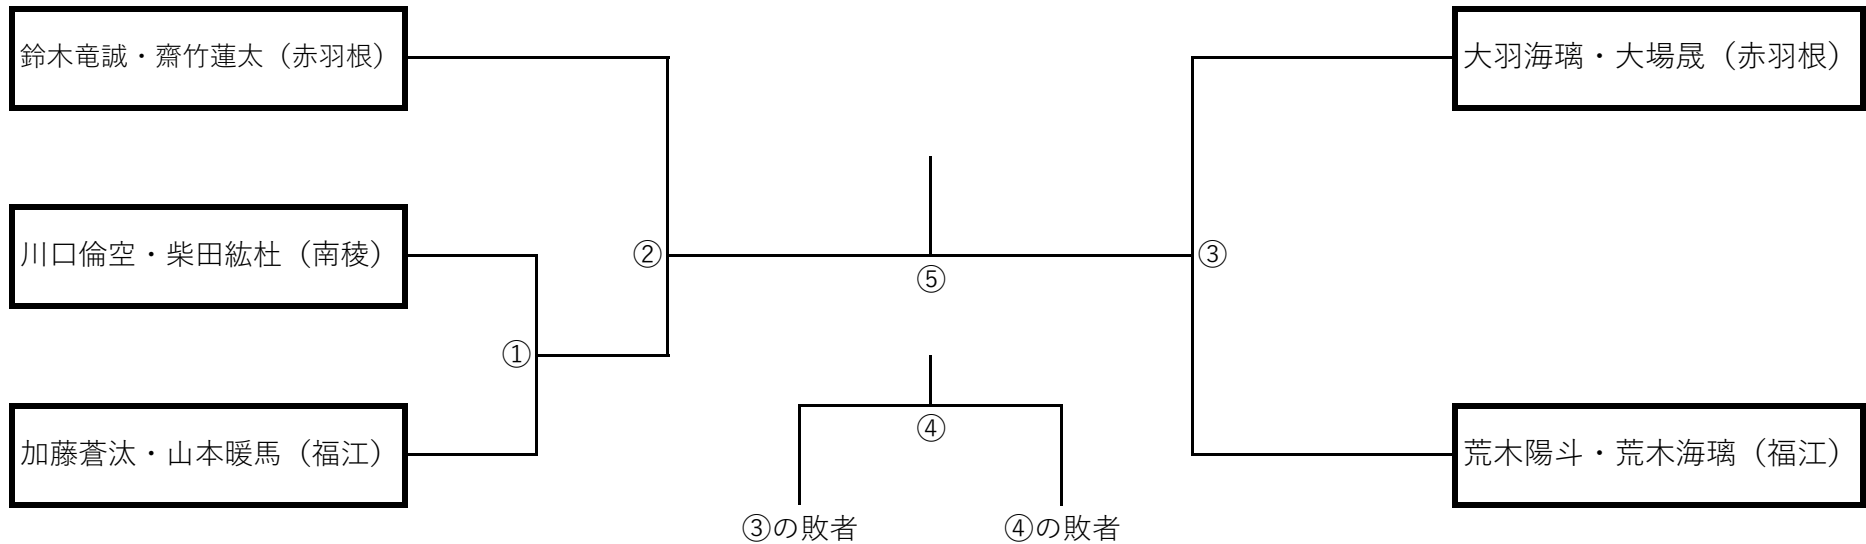 鈴木竜誠・齋竹蓮太（赤羽根）
大羽海璃・大場晟（赤羽根）
川口倫空・柴田紘杜（南稜）
②
③
⑤
①
④
加藤蒼汰・山本暖馬（福江）
荒木陽斗・荒木海璃（福江）
③の敗者
④の敗者